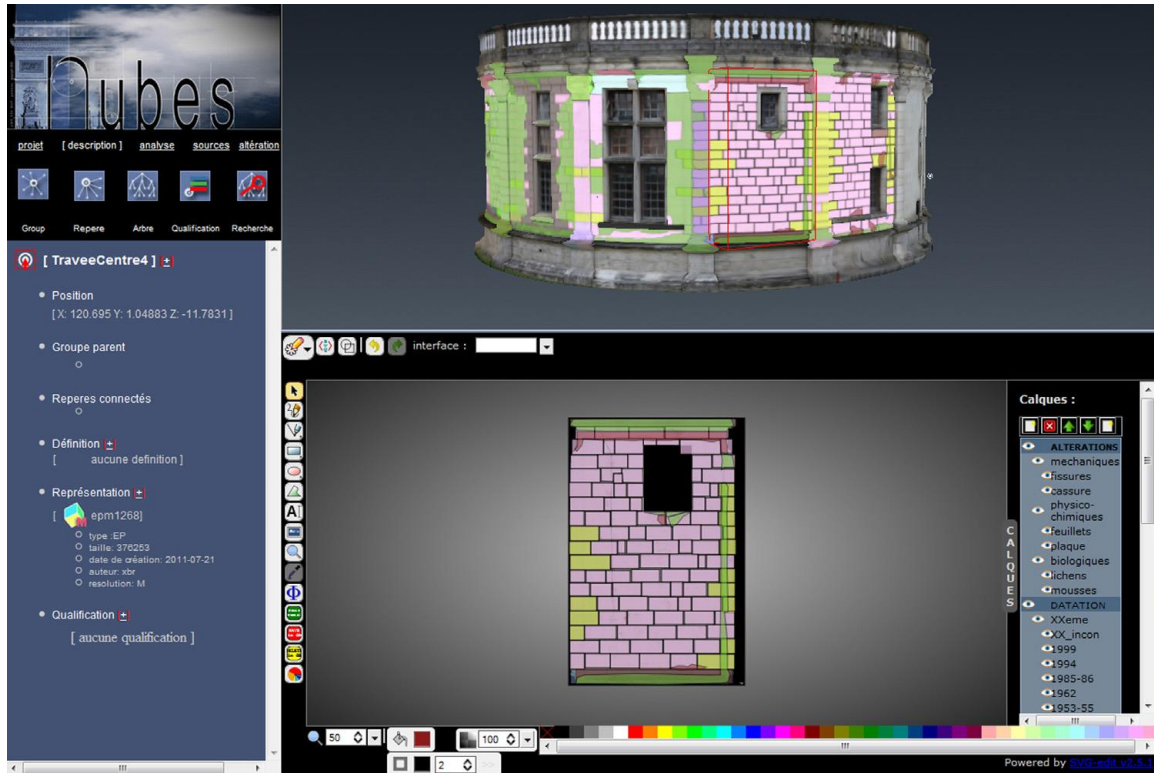 nubes
projet [ description ] analyse sources altération
Group Repere Arbre Qualification Recherche
[ TraveeCentre4 ] [±]
Position
[ X: 120.695 Y: 1.04883 Z: -11.7831 ]
Groupe parent
Reperes connectés
Définition [±]
[ aucune definition ]
Représentation [±]
[ M epm1268]
type :EP
taille: 376253
date de création: 2011-07-21
auteur: xbr
resolution: M
Qualification [±]
[ aucune qualification ]
interface :
A
Φ
CALQUES
Calques :
ALTERATIONS
mechaniques
fissures
cassure
physico-
chimiques
feuillets
plaque
biologiques
lichens
mousses
DATATION
XXeme
XX_incon
1999
1994
1985-86
1962
1953-55
50
100
2
Powered by SVG-edit v2.5.1